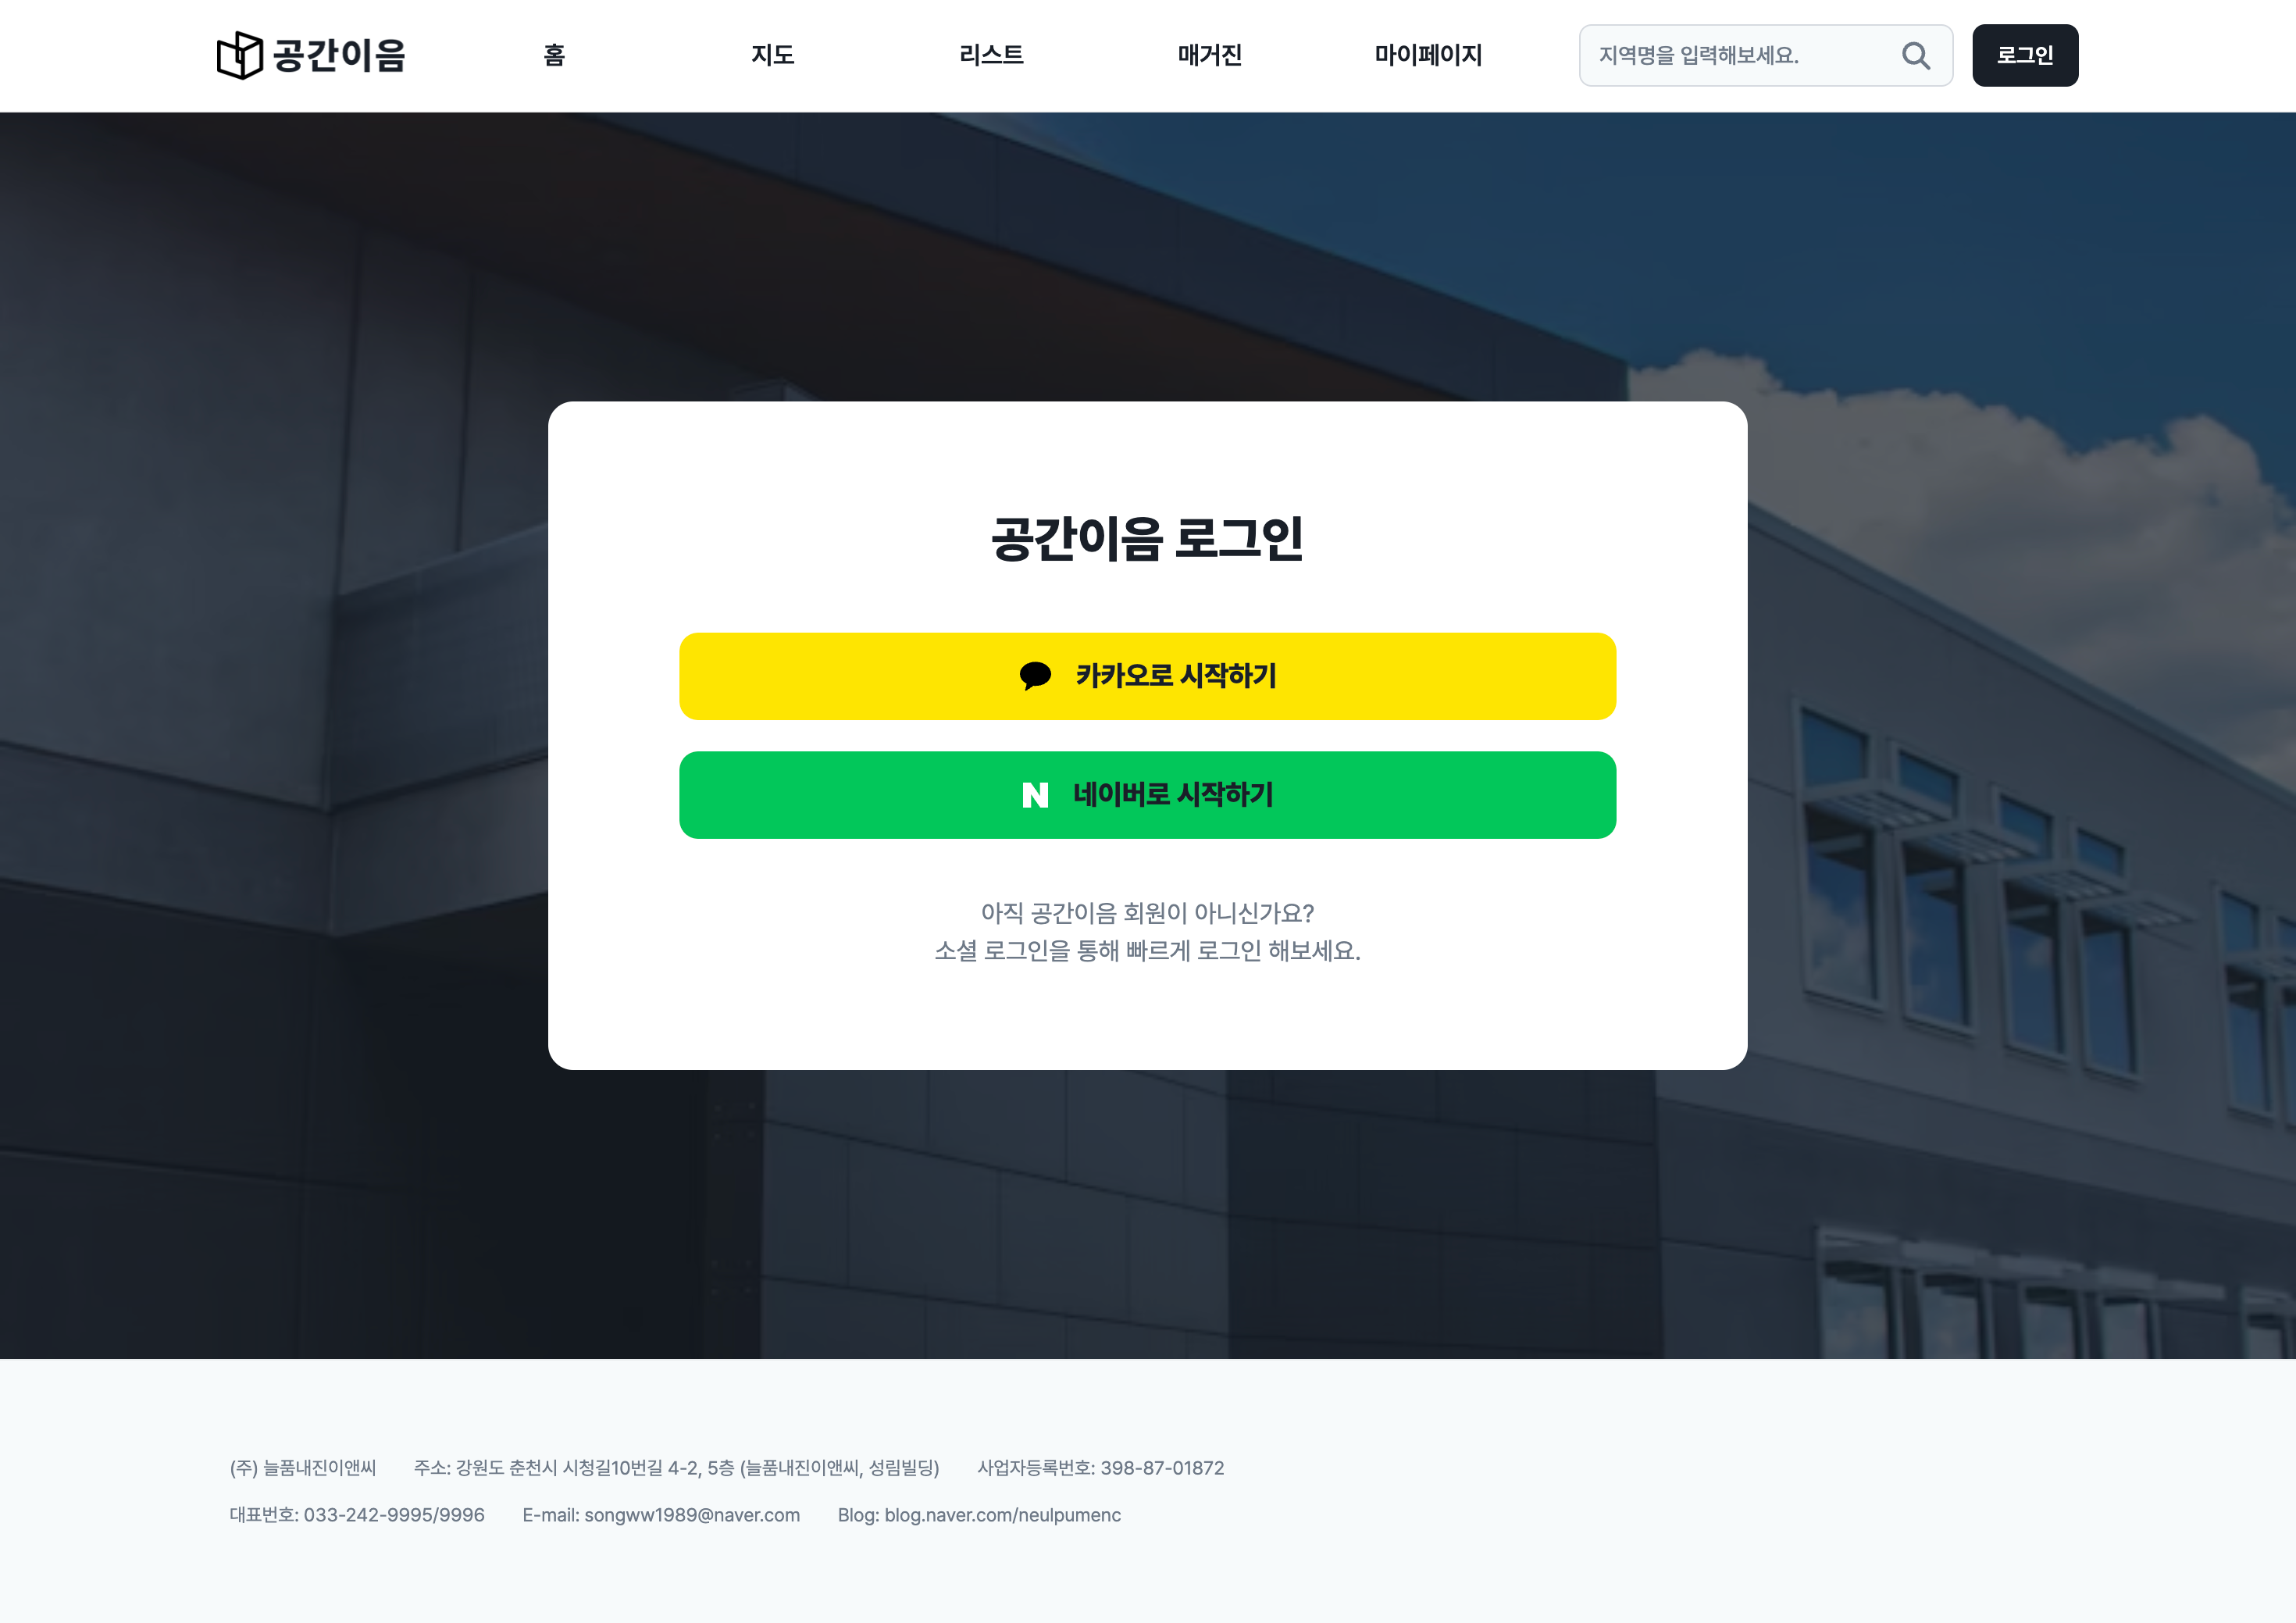 공간이음 홈 지도 리스트 매거진 마이페이지 지역명을 입력해보세요. 로그인
공간이음 로그인
카카오로 시작하기
N 네이버로 시작하기
아직 공간이음 회원이 아니신가요?
소셜 로그인을 통해 빠르게 로그인 해보세요.
(주) 늘품내진이앤씨 주소: 강원도 춘천시 시청길10번길 4-2, 5층 (늘품내진이앤씨, 성림빌딩) 사업자등록번호: 398-87-01872
대표번호: 033-242-9995/9996 E-mail: songww1989@naver.com Blog: blog.naver.com/neulpumenc